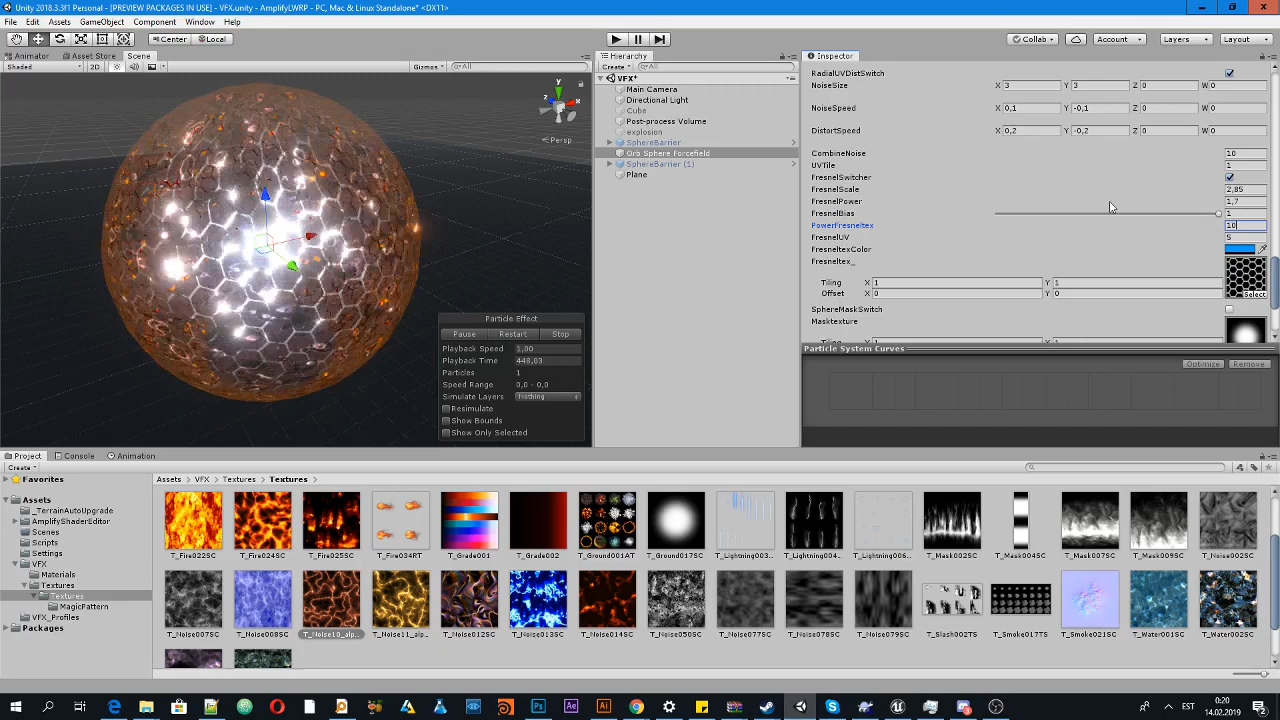 Unity 2018.3.3f1 Personal - [PREVIEW PACKAGES IN USE] - VFX.unity - AmplifyLWRP - PC, Mac & Linux Standalone* <DX11>
File Edit Assets GameObject Component Window Help
Center Local Collab Account Layers Layout
Animator Asset Store Scene
Shaded 2D Gizmos All
y x z
Persp
Particle Effect
Pause Restart Stop
Playback Speed 1,00
Playback Time 448,03
Particles 1
Speed Range 0,0 - 0,0
Simulate Layers Nothing
Resimulate
Show Bounds
Show Only Selected
Hierarchy
Create All
VFX*
Main Camera
Directional Light
Cube
Post-process Volume
explosion
SphereBarrier
Orb Sphere Forcefield
SphereBarrier (1)
Plane
Inspector
RadialUVDistSwitch
NoiseSize X 3 Y 3 Z 0 W 0
NoiseSpeed X 0,1 Y -0,1 Z 0 W 0
DistortSpeed X 0,2 Y -0,2 Z 0 W 0
CombineNoise 10
UVTile 1
FresnelSwitcher
FresnelScale 2,85
FresnelPower 1,7
FresnelBias 1
PowerFresneltex 10
FresnelUV 5
FresneltexColor
Fresneltex_
Tiling X 1 Y 1
Offset X 0 Y 0
Select
SphereMaskSwitch
Masktexture
Particle System Curves
Optimize Remove
Project Console Animation
Create
Favorites
Assets
_TerrainAutoUpgrade
AmplifyShaderEditor
Scenes
Scripts
Settings
VFX
Materials
Textures
Textures
MagicPattern
VFX_Profiles
Packages
Assets VFX Textures Textures
T_Fire022SC T_Fire024SC T_Fire025SC T_Fire034RT T_Grade001 T_Grade002 T_Ground001AT T_Ground017SC T_Lightning003.. T_Lightning004.. T_Lightning006.. T_Mask002SC T_Mask004SC T_Mask007SC T_Mask009SC T_Noise002SC
T_Noise007SC T_Noise008SC T_Noise10_alp... T_Noise11_alp... T_Noise012SC T_Noise013SC T_Noise014SC T_Noise050SC T_Noise077SC T_Noise078SC T_Noise079SC T_Slash002TS T_Smoke017TS T_Smoke021SC T_Water001SC T_Water002SC
EST 0:20
14.02.2019